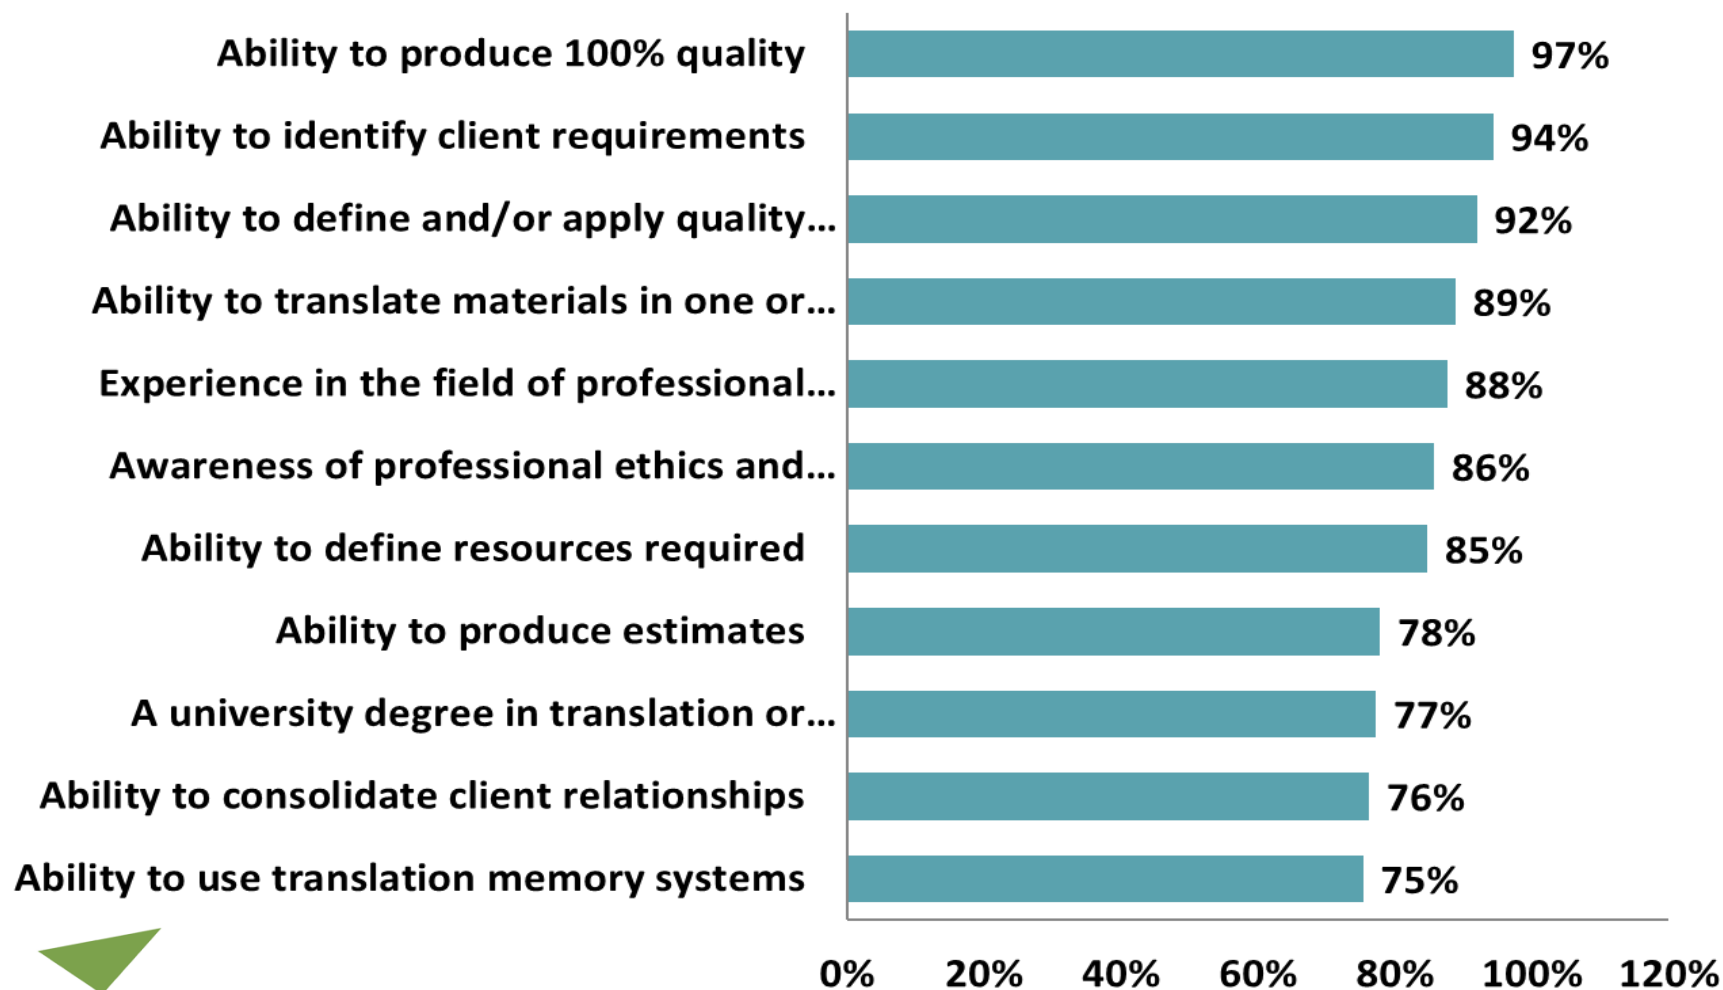 Ability to produce 100% quality 97%
Ability to identify client requirements 94%
Ability to define and/or apply quality... 92%
Ability to translate materials in one or... 89%
Experience in the field of professional... 88%
Awareness of professional ethics and... 86%
Ability to define resources required 85%
Ability to produce estimates 78%
A university degree in translation or... 77%
Ability to consolidate client relationships 76%
Ability to use translation memory systems 75%
0% 20% 40% 60% 80% 100% 120%